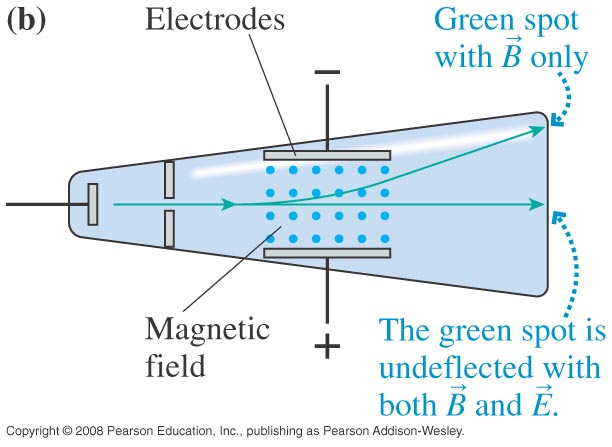 (b)
Electrodes
Green spot
with B⃗ only
−
Magnetic
field
+
The green spot is
undeflected with
both B⃗ and E⃗.
Copyright © 2008 Pearson Education, Inc., publishing as Pearson Addison-Wesley.